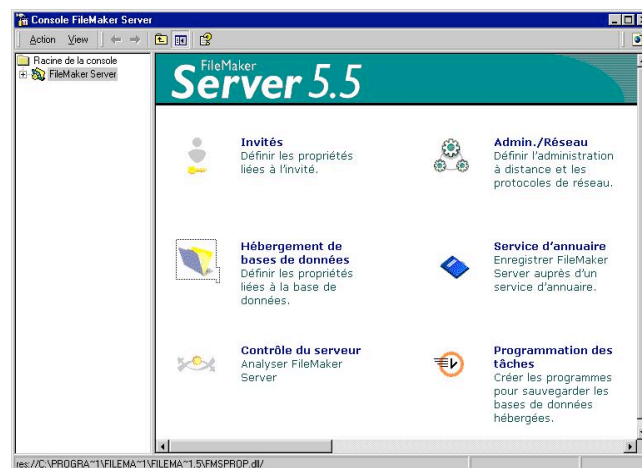 Console FileMaker Server
Action View
Racine de la console
FileMaker Server
FileMaker
Server 5.5
Invités
Définir les propriétés
liées à l'invité.
Admin./Réseau
Définir l'administration
à distance et les
protocoles de réseau.
Hébergement de
bases de données
Définir les propriétés
liées à la base de
données.
Service d'annuaire
Enregistrer FileMaker
Server auprès d'un
service d'annuaire.
Contrôle du serveur
Analyser FileMaker
Server
Programmation des
tâches
Créer les programmes
pour sauvegarder les
bases de données
hébergées.
res://C:\PROGRA~1\FILEMA~1\FILEMA~1.5\FMSPROP.dll/